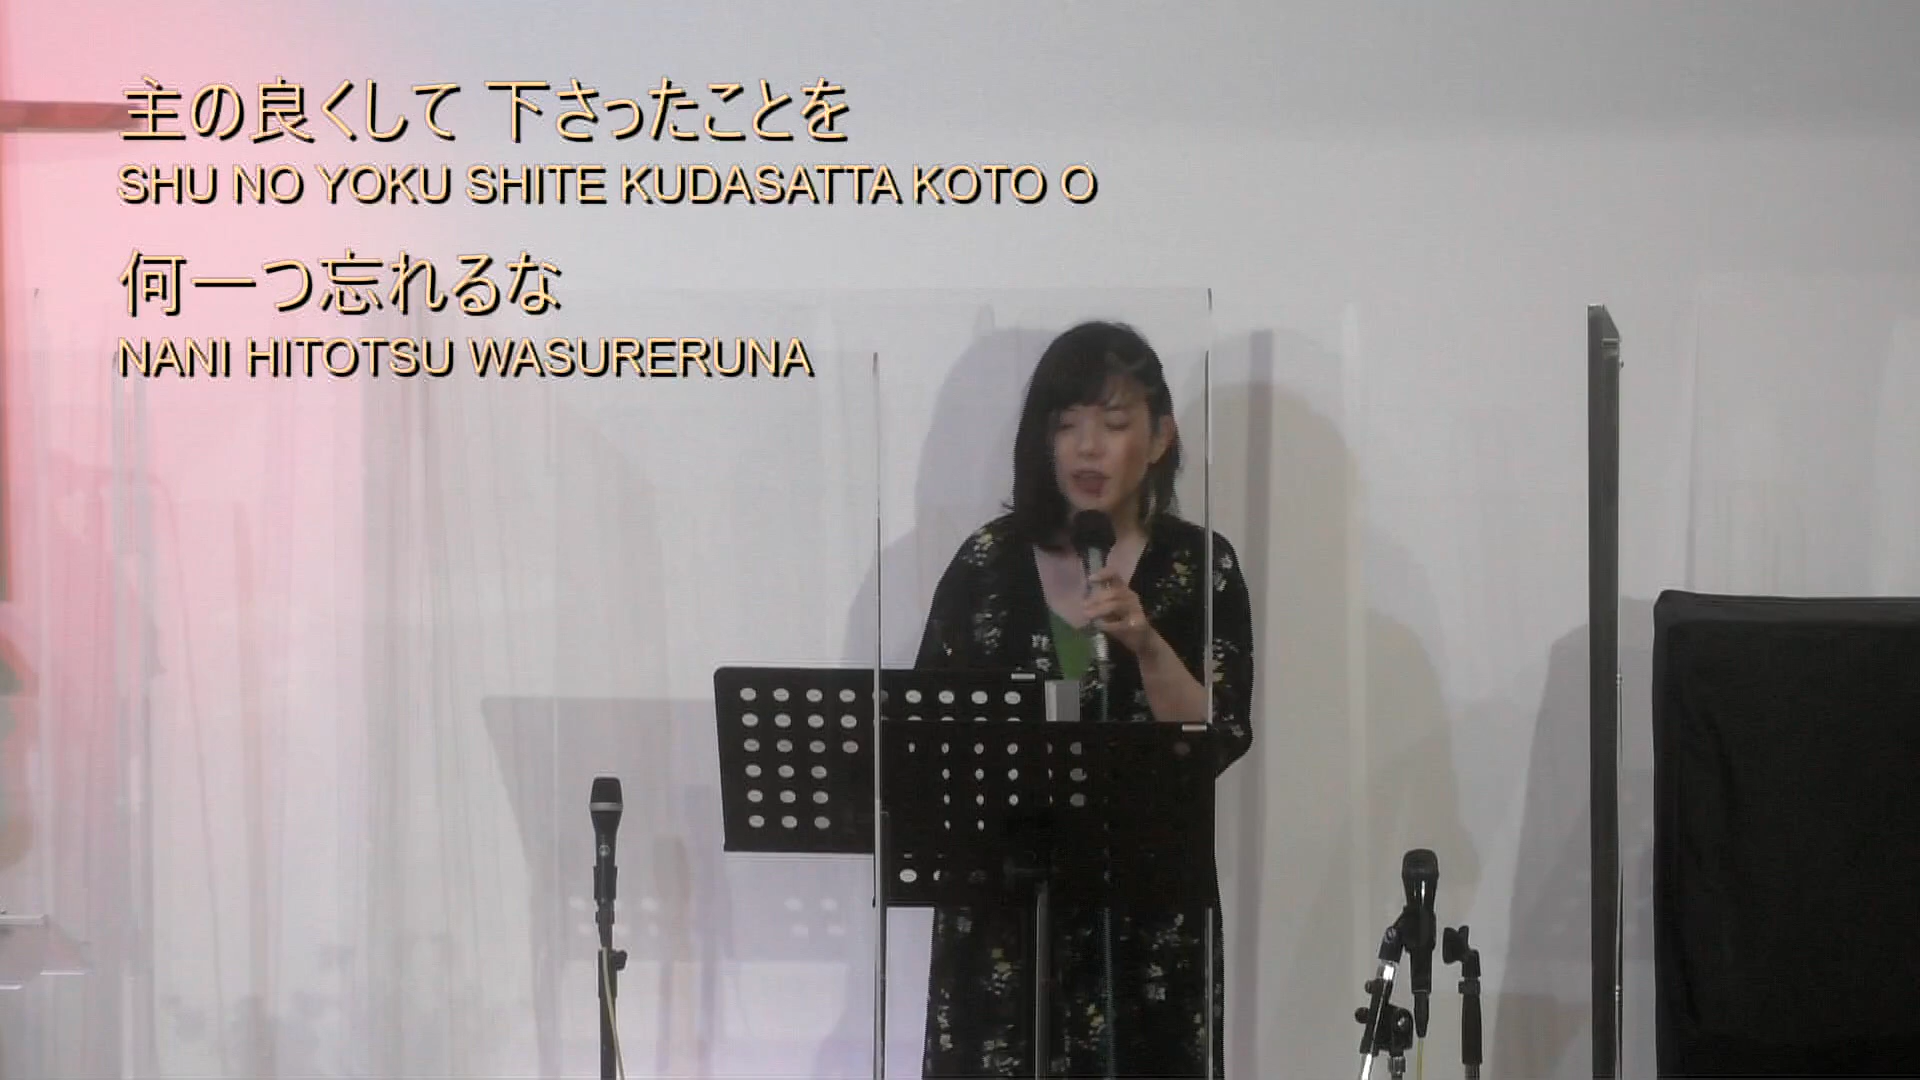 主の良くして 下さったことを
SHU NO YOKU SHITE KUDASATTA KOTO O
何一つ忘れるな
NANI HITOTSU WASURERUNA